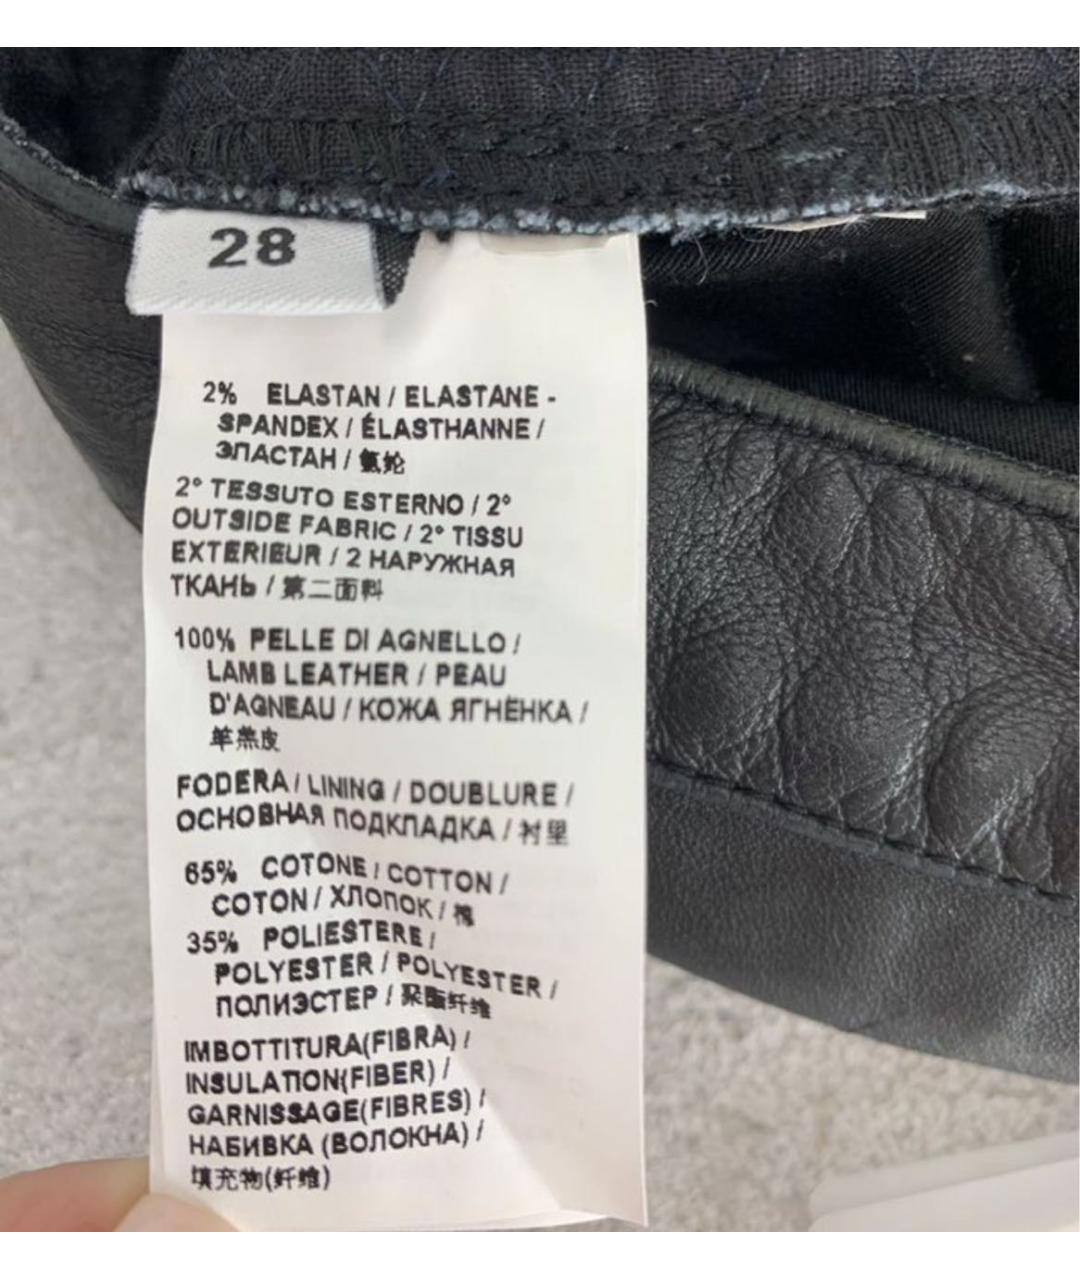 28
2% ELASTAN / ELASTANE -
SPANDEX / ÉLASTHANNE /
ЭЛАСТАН / 氨纶
2° TESSUTO ESTERNO / 2°
OUTSIDE FABRIC / 2° TISSU
EXTERIEUR / 2 НАРУЖНАЯ
ТКАНЬ / 第二面料
100% PELLE DI AGNELLO /
LAMB LEATHER / PEAU
D'AGNEAU / КОЖА ЯГНЁНКА /
羊羔皮
FODERA / LINING / DOUBLURE /
ОСНОВНАЯ ПОДКЛАДКА / 衬里
65% COTONE / COTTON /
COTON / ХЛОПОК / 棉
35% POLIESTERE /
POLYESTER / POLYESTER /
ПОЛИЭСТЕР / 聚酯纤维
IMBOTTITURA(FIBRA) /
INSULATION(FIBER) /
GARNISSAGE(FIBRES) /
НАБИВКА (ВОЛОКНА) /
填充物(纤维)